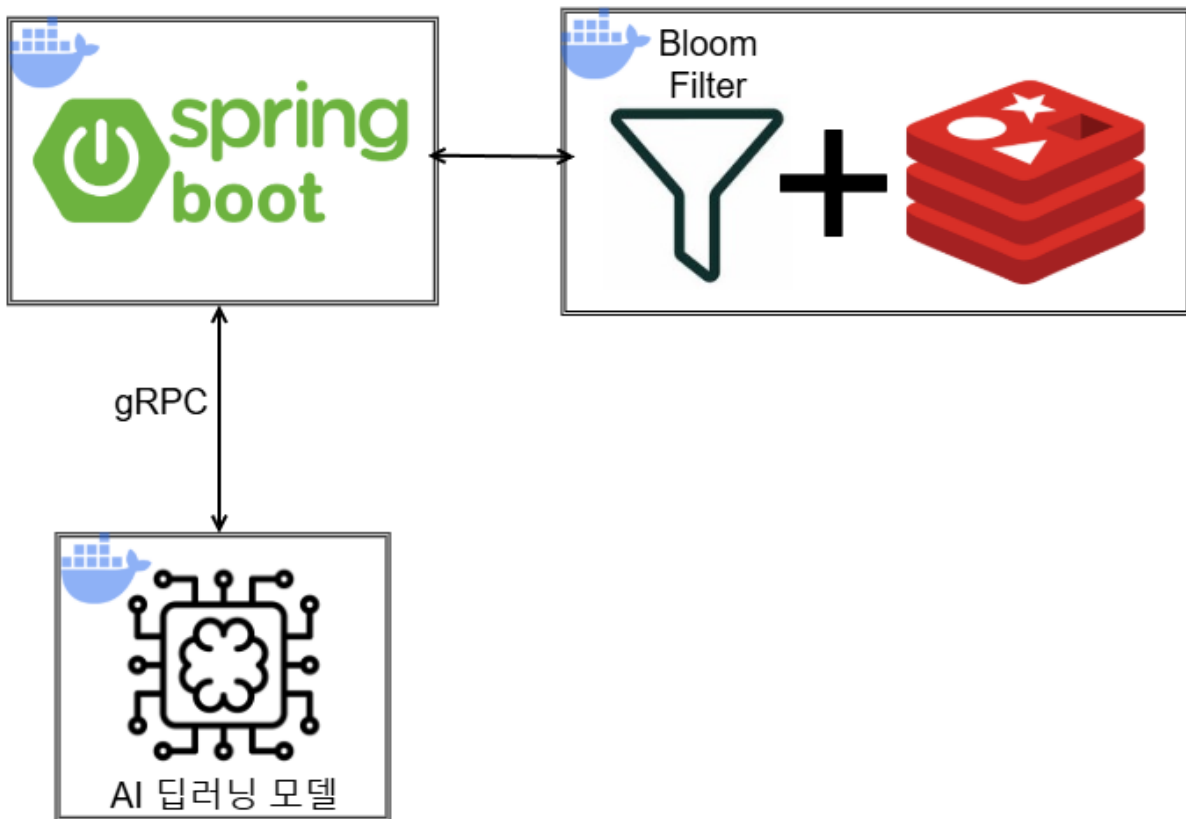 spring
boot
Bloom
Filter
gRPC
AI 딥러닝 모델